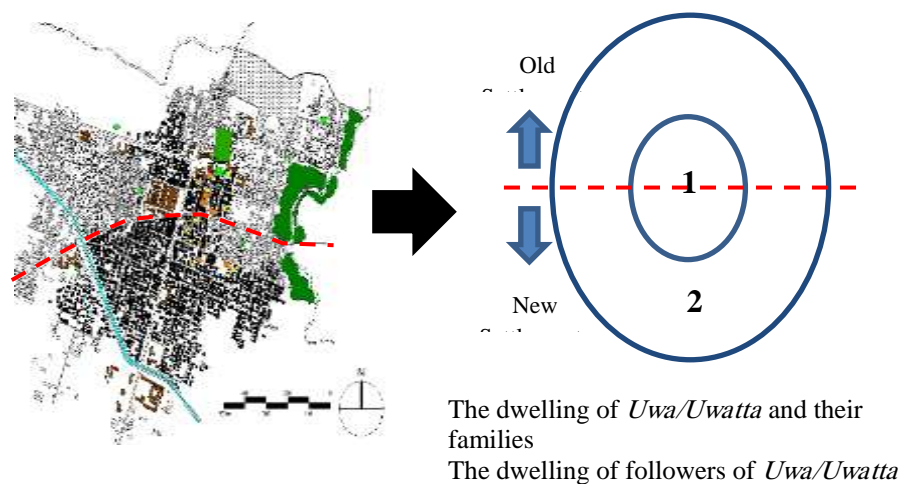 Old
1
2
New
The dwelling of Uwa/Uwatta and their
families
The dwelling of followers of Uwa/Uwatta